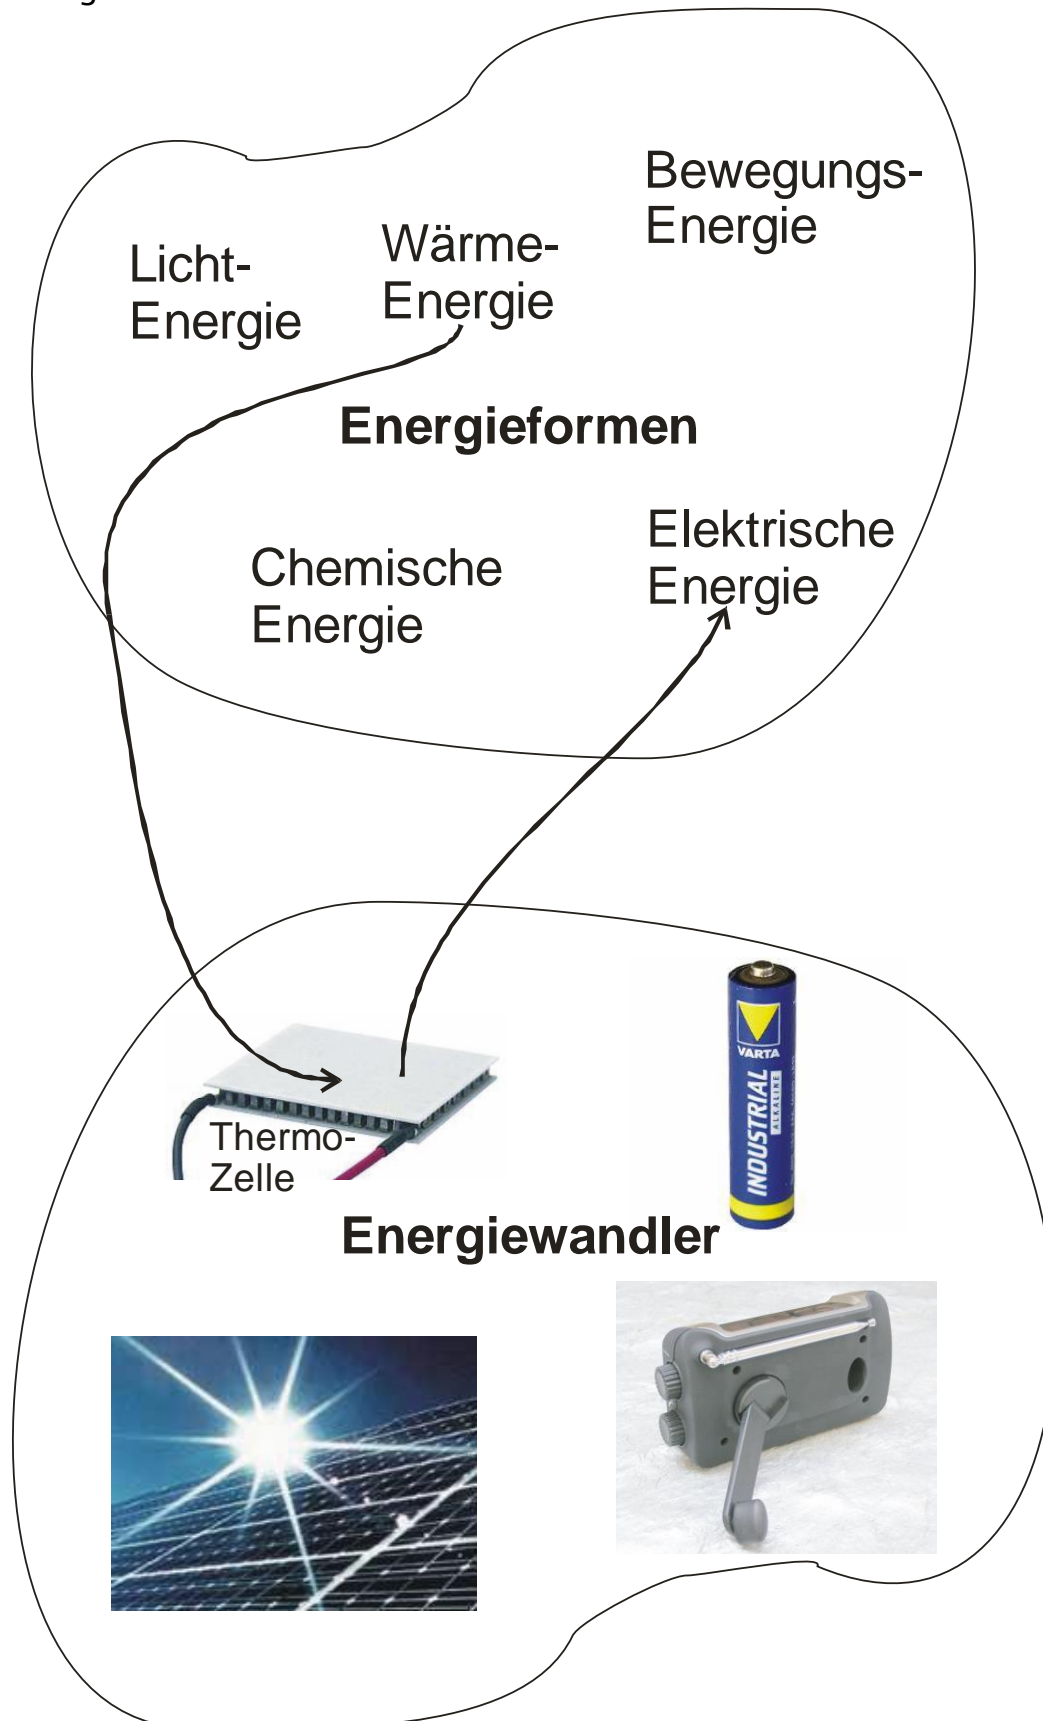 Licht-
Energie
Wärme-
Energie
Bewegungs-
Energie
Energieformen
Chemische
Energie
Elektrische
Energie
Thermo-
Zelle
VARTA
INDUSTRIAL
ALKALINE
Energiewandler